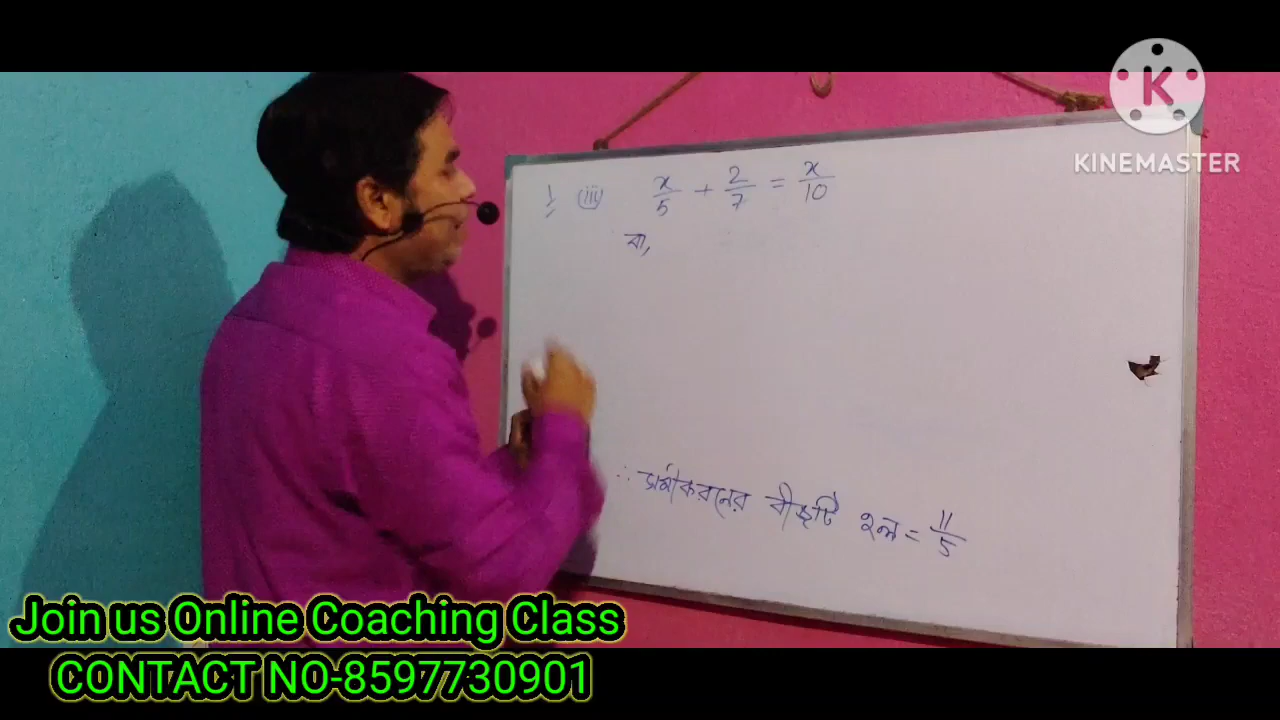 KINEMASTER
1 (iii) x/5 + 2/7 = x/10
বা,
∴ সমীকরনের বীজটি হল = 11/5
Join us Online Coaching Class
CONTACT NO-8597730901